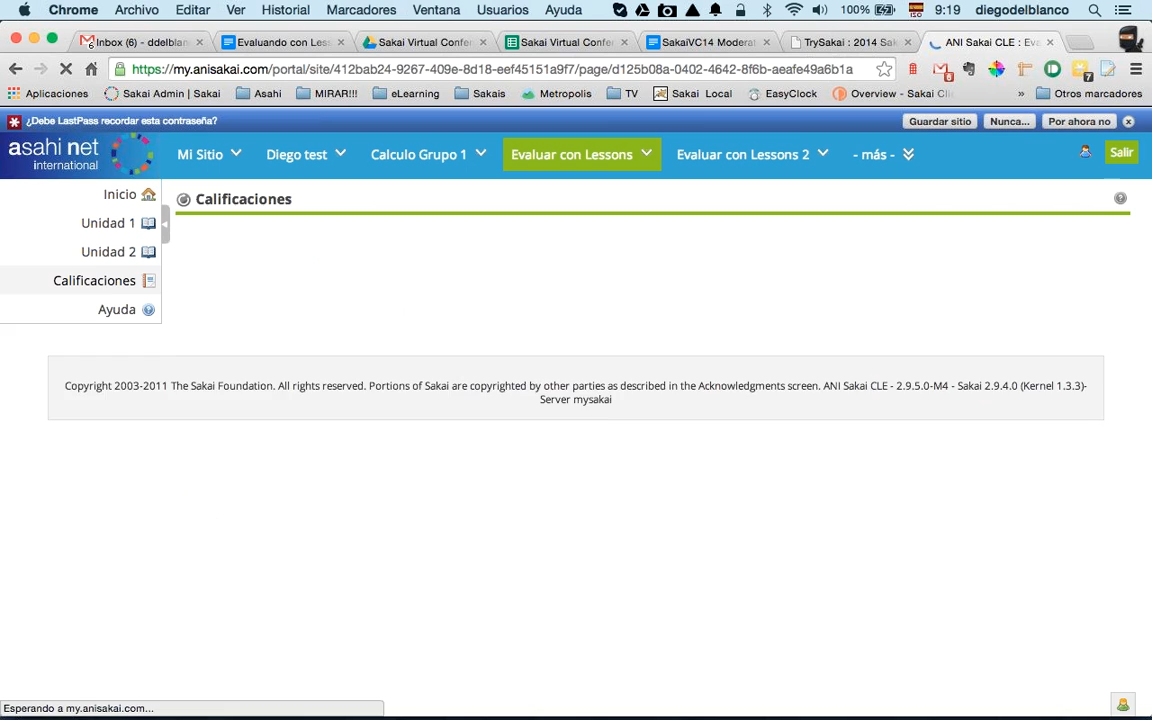 Chrome Archivo Editar Ver Historial Marcadores Ventana Usuarios Ayuda 100% ISO 9:19 diegodelblanco
6 Inbox (6) - ddelblan × Evaluando con Less × Sakai Virtual Confer × Sakai Virtual Confer × SakaiVC14 Moderat × TrySakai : 2014 Sak × ANI Sakai CLE : Eva ×
https://my.anisakai.com/portal/site/412bab24-9267-409e-8d18-eef45151a9f7/page/d125b08a-0402-4642-8f6b-aeafe49a6b1a
Aplicaciones Sakai Admin | Sakai Asahi MIRAR!!! eLearning Sakais Metropolis TV Sakai Local EasyClock Overview - Sakai Cl » Otros marcadores
¿Debe LastPass recordar esta contraseña? Guardar sitio Nunca... Por ahora no
asahi net
international
Mi Sitio Diego test Calculo Grupo 1 Evaluar con Lessons Evaluar con Lessons 2 - más - Salir
Inicio
Unidad 1
Unidad 2
Calificaciones
Ayuda
Calificaciones
Copyright 2003-2011 The Sakai Foundation. All rights reserved. Portions of Sakai are copyrighted by other parties as described in the Acknowledgments screen. ANI Sakai CLE - 2.9.5.0-M4 - Sakai 2.9.4.0 (Kernel 1.3.3)-
Server mysakai
Esperando a my.anisakai.com...